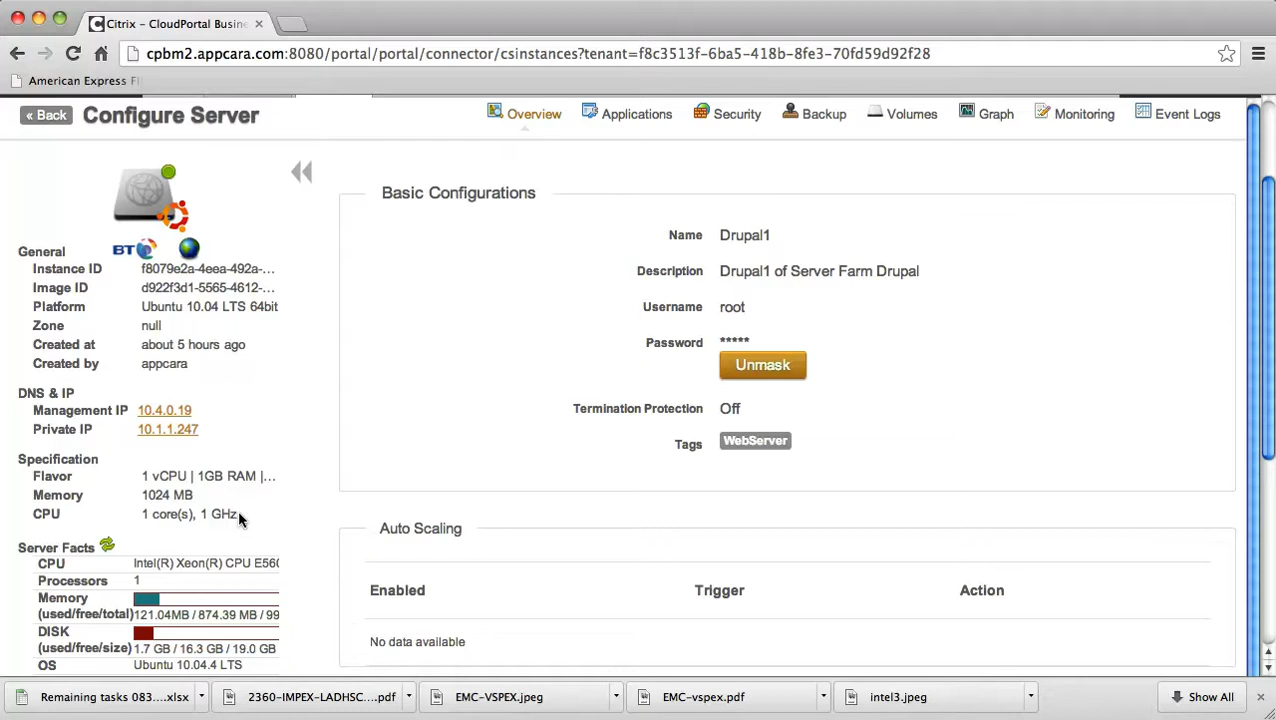 Citrix – CloudPortal Busine
cpbm2.appcara.com:8080/portal/portal/connector/csinstances?tenant=f8c3513f-6ba5-418b-8fe3-70fd59d92f28
American Express Fi
« Back Configure Server Overview Applications Security Backup Volumes Graph Monitoring Event Logs
BT
General
Instance ID f8079e2a-4eea-492a-...
Image ID d922f3d1-5565-4612-...
Platform Ubuntu 10.04 LTS 64bit
Zone null
Created at about 5 hours ago
Created by appcara
DNS & IP
Management IP 10.4.0.19
Private IP 10.1.1.247
Specification
Flavor 1 vCPU | 1GB RAM |...
Memory 1024 MB
CPU 1 core(s), 1 GHz
Server Facts
CPU Intel(R) Xeon(R) CPU E560
Processors 1
Memory
(used/free/total) 121.04MB / 874.39 MB / 99
DISK
(used/free/size) 1.7 GB / 16.3 GB / 19.0 GB
OS Ubuntu 10.04.4 LTS
Basic Configurations
Name Drupal1
Description Drupal1 of Server Farm Drupal
Username root
Password *****
Unmask
Termination Protection Off
Tags WebServer
Auto Scaling
Enabled Trigger Action
No data available
Remaining tasks 083....xlsx 2360-IMPEX-LADHSC....pdf EMC-VSPEX.jpeg EMC-vspex.pdf intel3.jpeg Show All